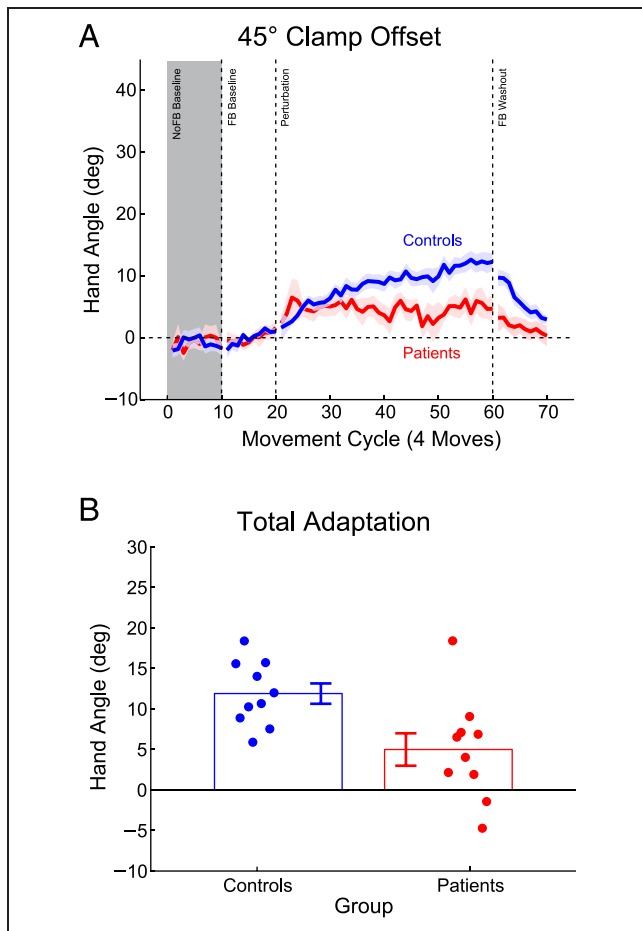 A
45° Clamp Offset
Hand Angle (deg)
40
30
20
10
0
−10
NoFB Baseline
FB Baseline
Perturbation
FB Washout
Controls
Patients
0 10 20 30 40 50 60 70
Movement Cycle (4 Moves)
B
Total Adaptation
Hand Angle (deg)
30
25
20
15
10
5
0
−5
−10
Controls Patients
Group